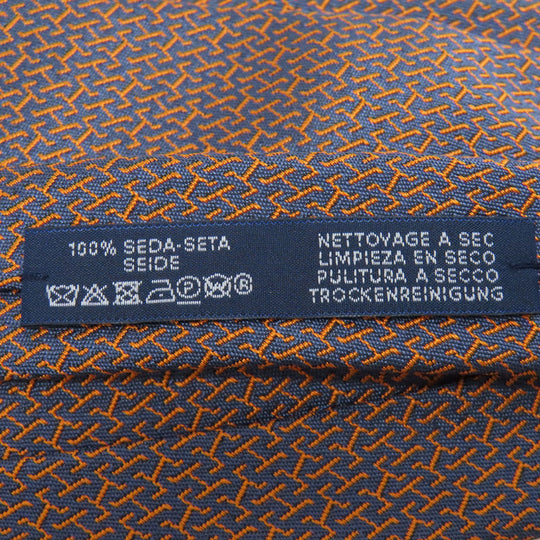 100% SEDA-SETA
SEIDE
NETTOYAGE A SEC
LIMPIEZA EN SECO
PULITURA A SECCO
TROCKENREINIGUNG